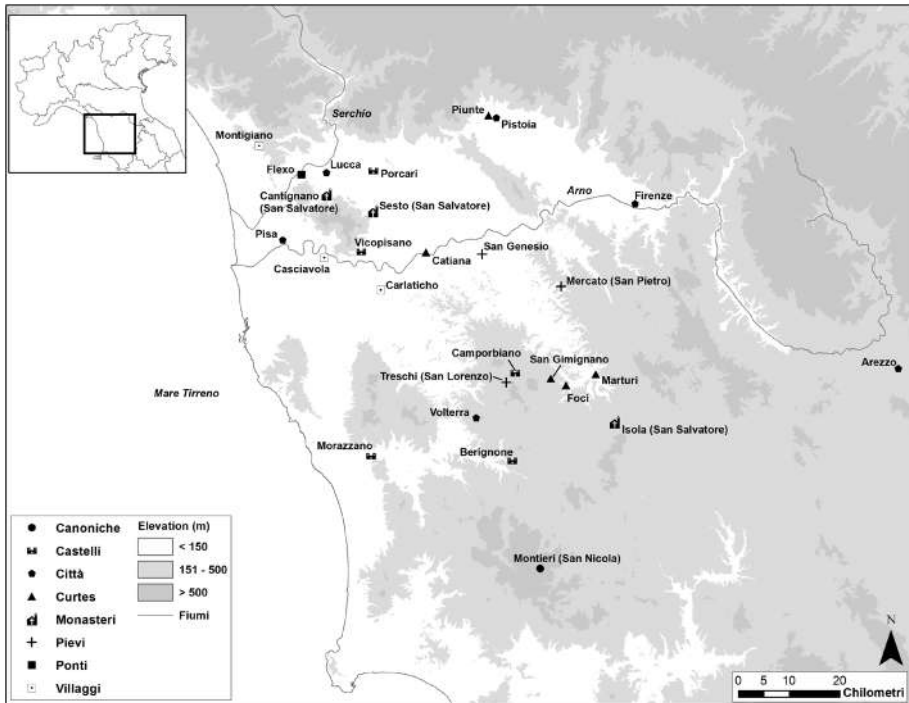 Serchio
Piunte
Pistoia
Montigiano
Flexo
Lucca
Porcari
Cantignano
(San Salvatore)
Sesto (San Salvatore)
Arno
Firenze
Pisa
Vicopisano
San Genesio
Casciavola
Catiana
Carlaticho
Mercato (San Pietro)
Camporbiano
San Gimignano
Arezzo
Treschi (San Lorenzo)
Marturi
Foci
Mare Tirreno
Volterra
Isola (San Salvatore)
Morazzano
Berignone
Montieri (San Nicola)
Canoniche
Castelli
Città
Curtes
Monasteri
Pievi
Ponti
Villaggi
Elevation (m)
< 150
151 - 500
> 500
Fiumi
N
0 5 10 20
Chilometri